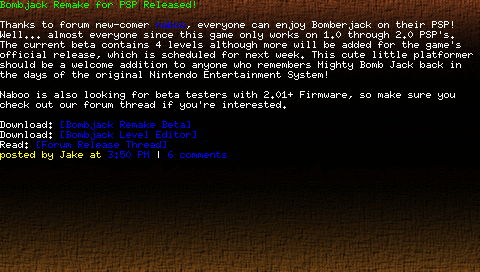 Bombjack Remake for PSP Released!
Thanks to forum new-comer naboo, everyone can enjoy Bomberjack on their PSP!
Well... almost everyone since this game only works on 1.0 through 2.0 PSP's.
The current beta contains 4 levels although more will be added for the game's
official release, which is scheduled for next week. This cute little platformer
should be a welcome addition to anyone who remembers Mighty Bomb Jack back in
the days of the original Nintendo Entertainment System!
Naboo is also looking for beta testers with 2.01+ Firmware, so make sure you
check out our forum thread if you're interested.
Download: [Bombjack Remake Beta]
Download: [Bombjack Level Editor]
Read: [Forum Release Thread]
posted by Jake at 3:50 PM | 6 comments